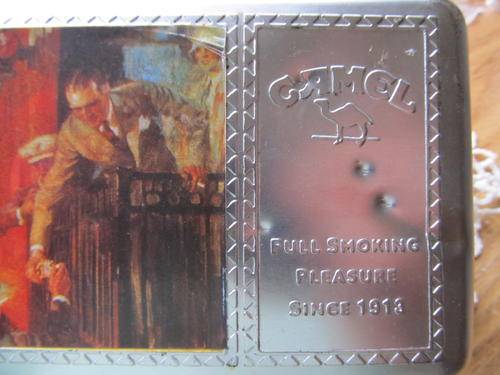 CAMEL
FULL SMOKING
PLEASURE
SINCE 1913